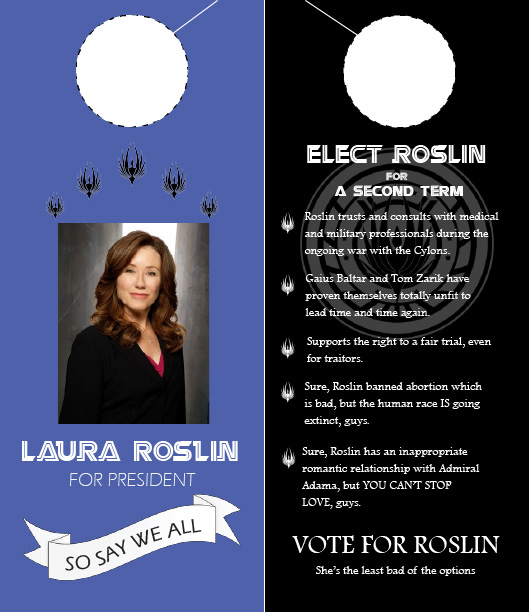 LAURA ROSLIN
FOR PRESIDENT
SO SAY WE ALL
ELECT ROSLIN
FOR
A SECOND TERM
Roslin trusts and consults with medical
and military professionals during the
ongoing war with the Cylons.
Gaius Baltar and Tom Zarik have
proven themselves totally unfit to
lead time and time again.
Supports the right to a fair trial, even
for traitors.
Sure, Roslin banned abortion which
is bad, but the human race IS going
extinct, guys.
Sure, Roslin has an inappropriate
romantic relationship with Admiral
Adama, but YOU CAN'T STOP
LOVE, guys.
VOTE FOR ROSLIN
She's the least bad of the options